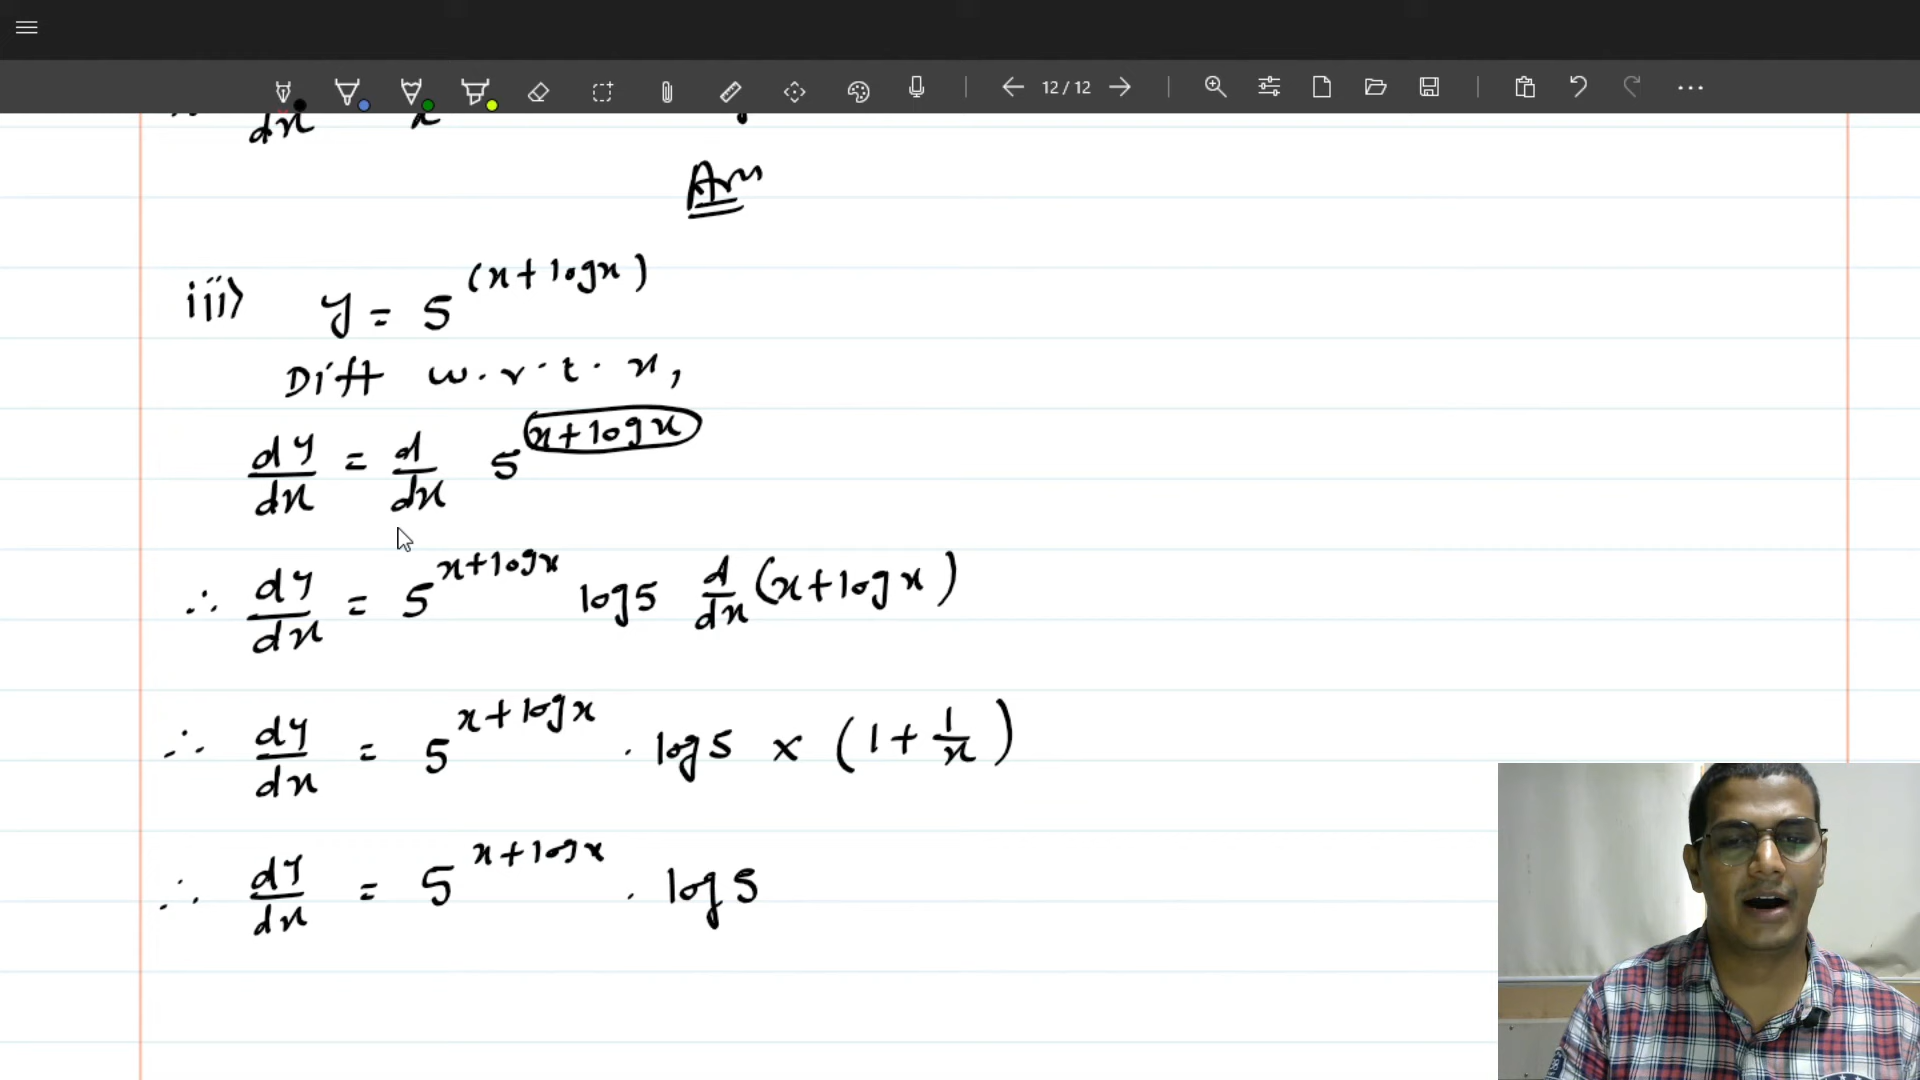 12 / 12
dx x
Ans
iii) y = 5^(x+logx)
Diff w.r.t. x,
dy/dx = d/dx 5^x+logx
∴ dy/dx = 5^x+logx log5 d/dx (x+logx)
∴ dy/dx = 5^x+logx . log5 × (1+1/x)
∴ dy/dx = 5^x+logx . log5